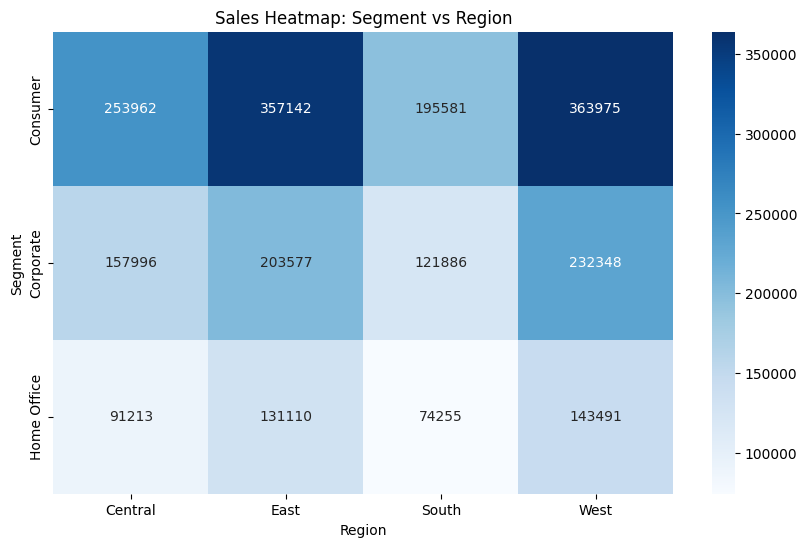 Sales Heatmap: Segment vs Region
Segment
Consumer
253962 357142 195581 363975
Corporate
157996 203577 121886 232348
Home Office
91213 131110 74255 143491
Central East South West
Region
350000
300000
250000
200000
150000
100000